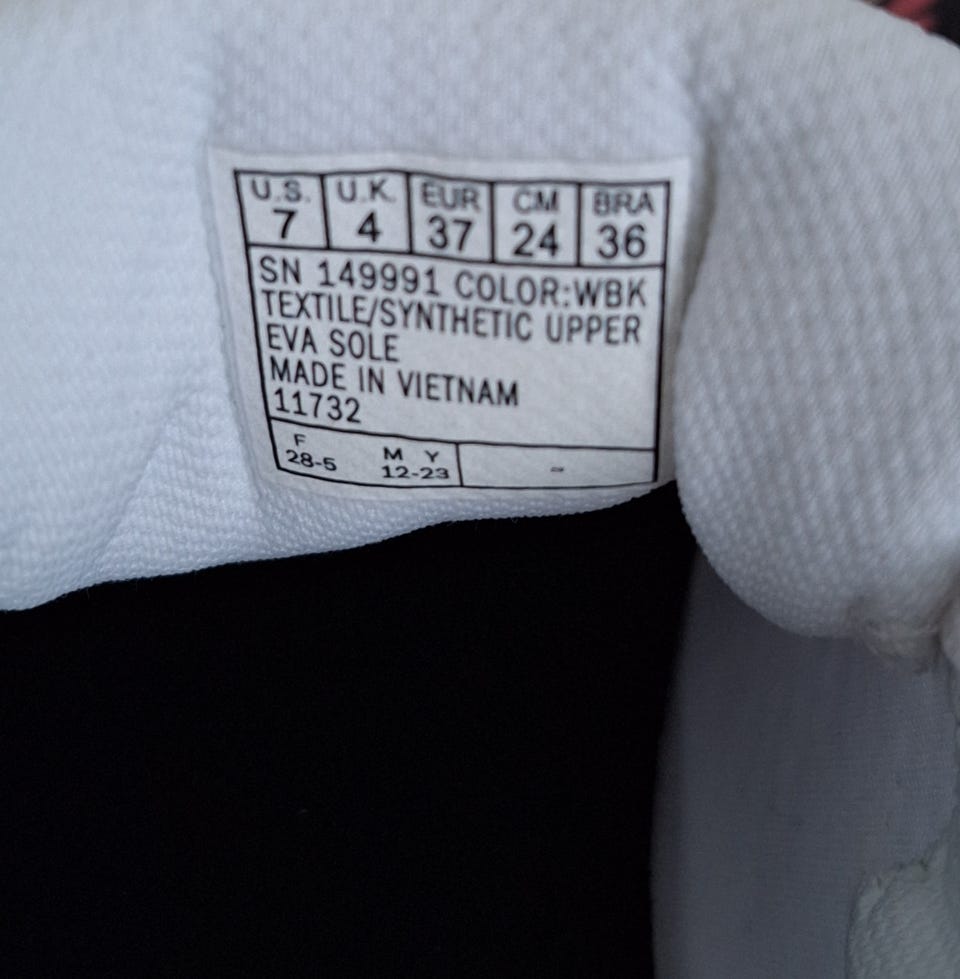 U.S. U.K. EUR CM BRA
7 4 37 24 36
SN 149991 COLOR:WBK
TEXTILE/SYNTHETIC UPPER
EVA SOLE
MADE IN VIETNAM
11732
F M Y
28-5 12-23 -